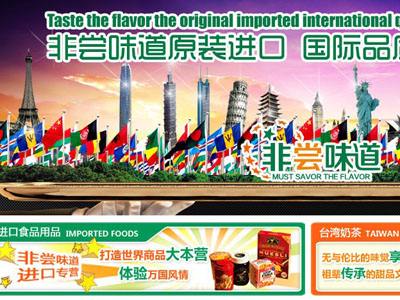 Taste the flavor the original imported international q
非尝味道原装进口 国际品质
非尝味道
MUST SAVOR THE FLAVOR
进口食品用品 IMPORTED FOODS
非尝味道
进口专营
打造世界商品大本营
体验万国风情
MUESLI
台湾奶茶 TAIWAN
无与伦比的味觉享
祖辈传承的甜品文